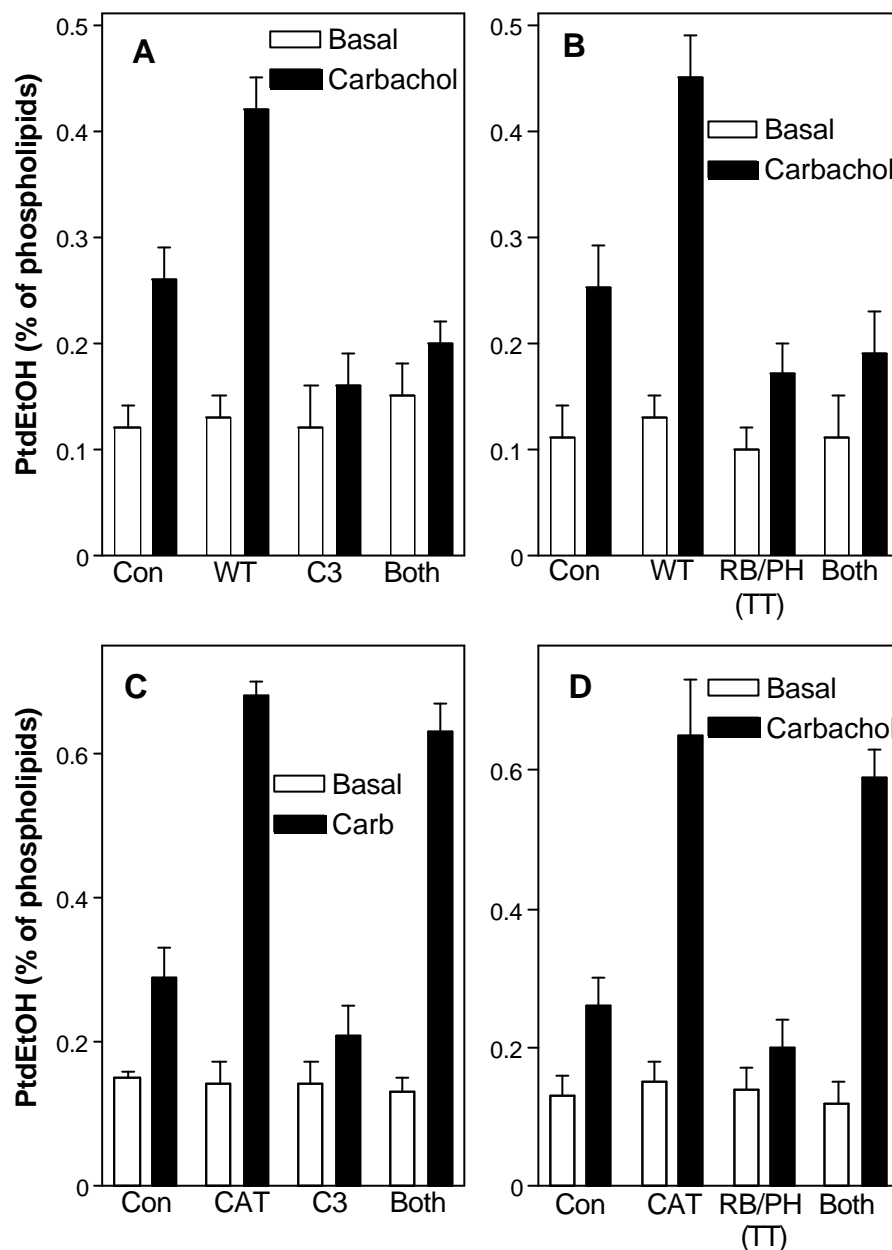 A
Basal
Carbachol
PtdEtOH (% of phospholipids)
0.5
0.4
0.3
0.2
0.1
0
Con WT C3 Both
B
Basal
Carbachol
0.5
0.4
0.3
0.2
0.1
0
Con WT RB/PH Both
(TT)
C
Basal
Carb
PtdEtOH (% of phospholipids)
0.6
0.4
0.2
0
Con CAT C3 Both
D
Basal
Carbachol
0.6
0.4
0.2
0
Con CAT RB/PH Both
(TT)